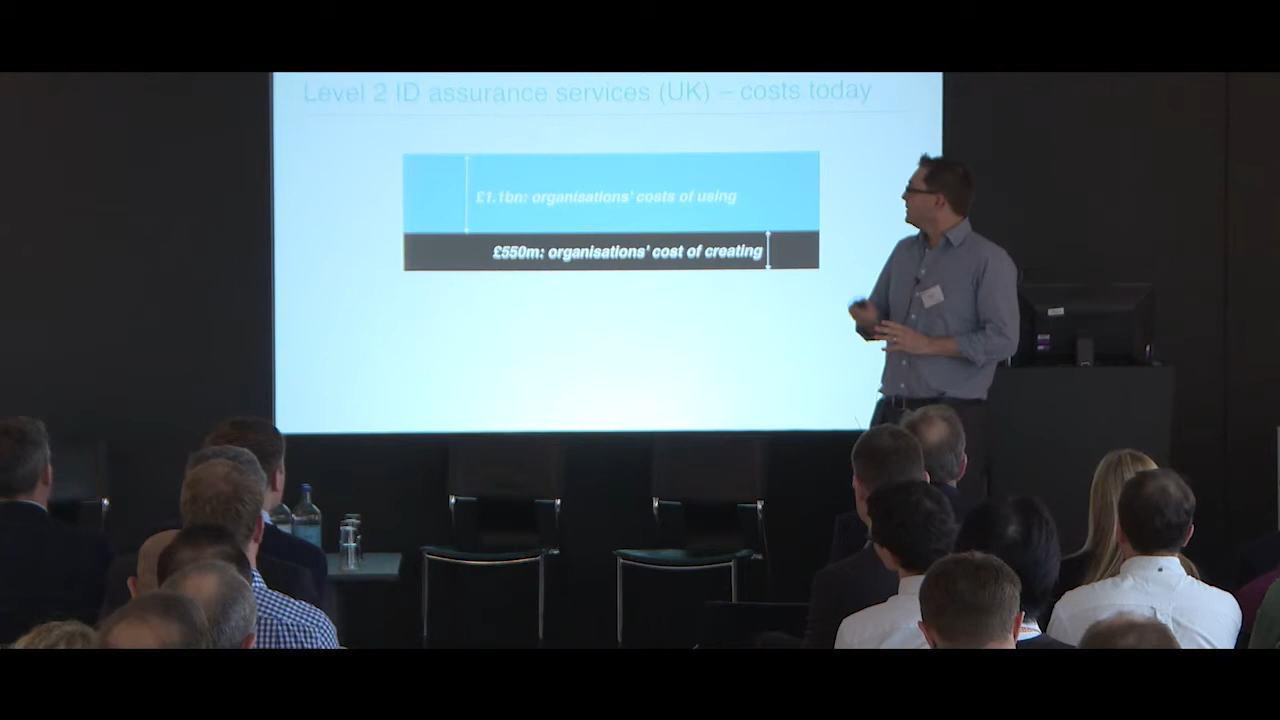 Level 2 ID assurance services (UK) – costs today
£1.1bn: organisations' costs of using
£550m: organisations' cost of creating